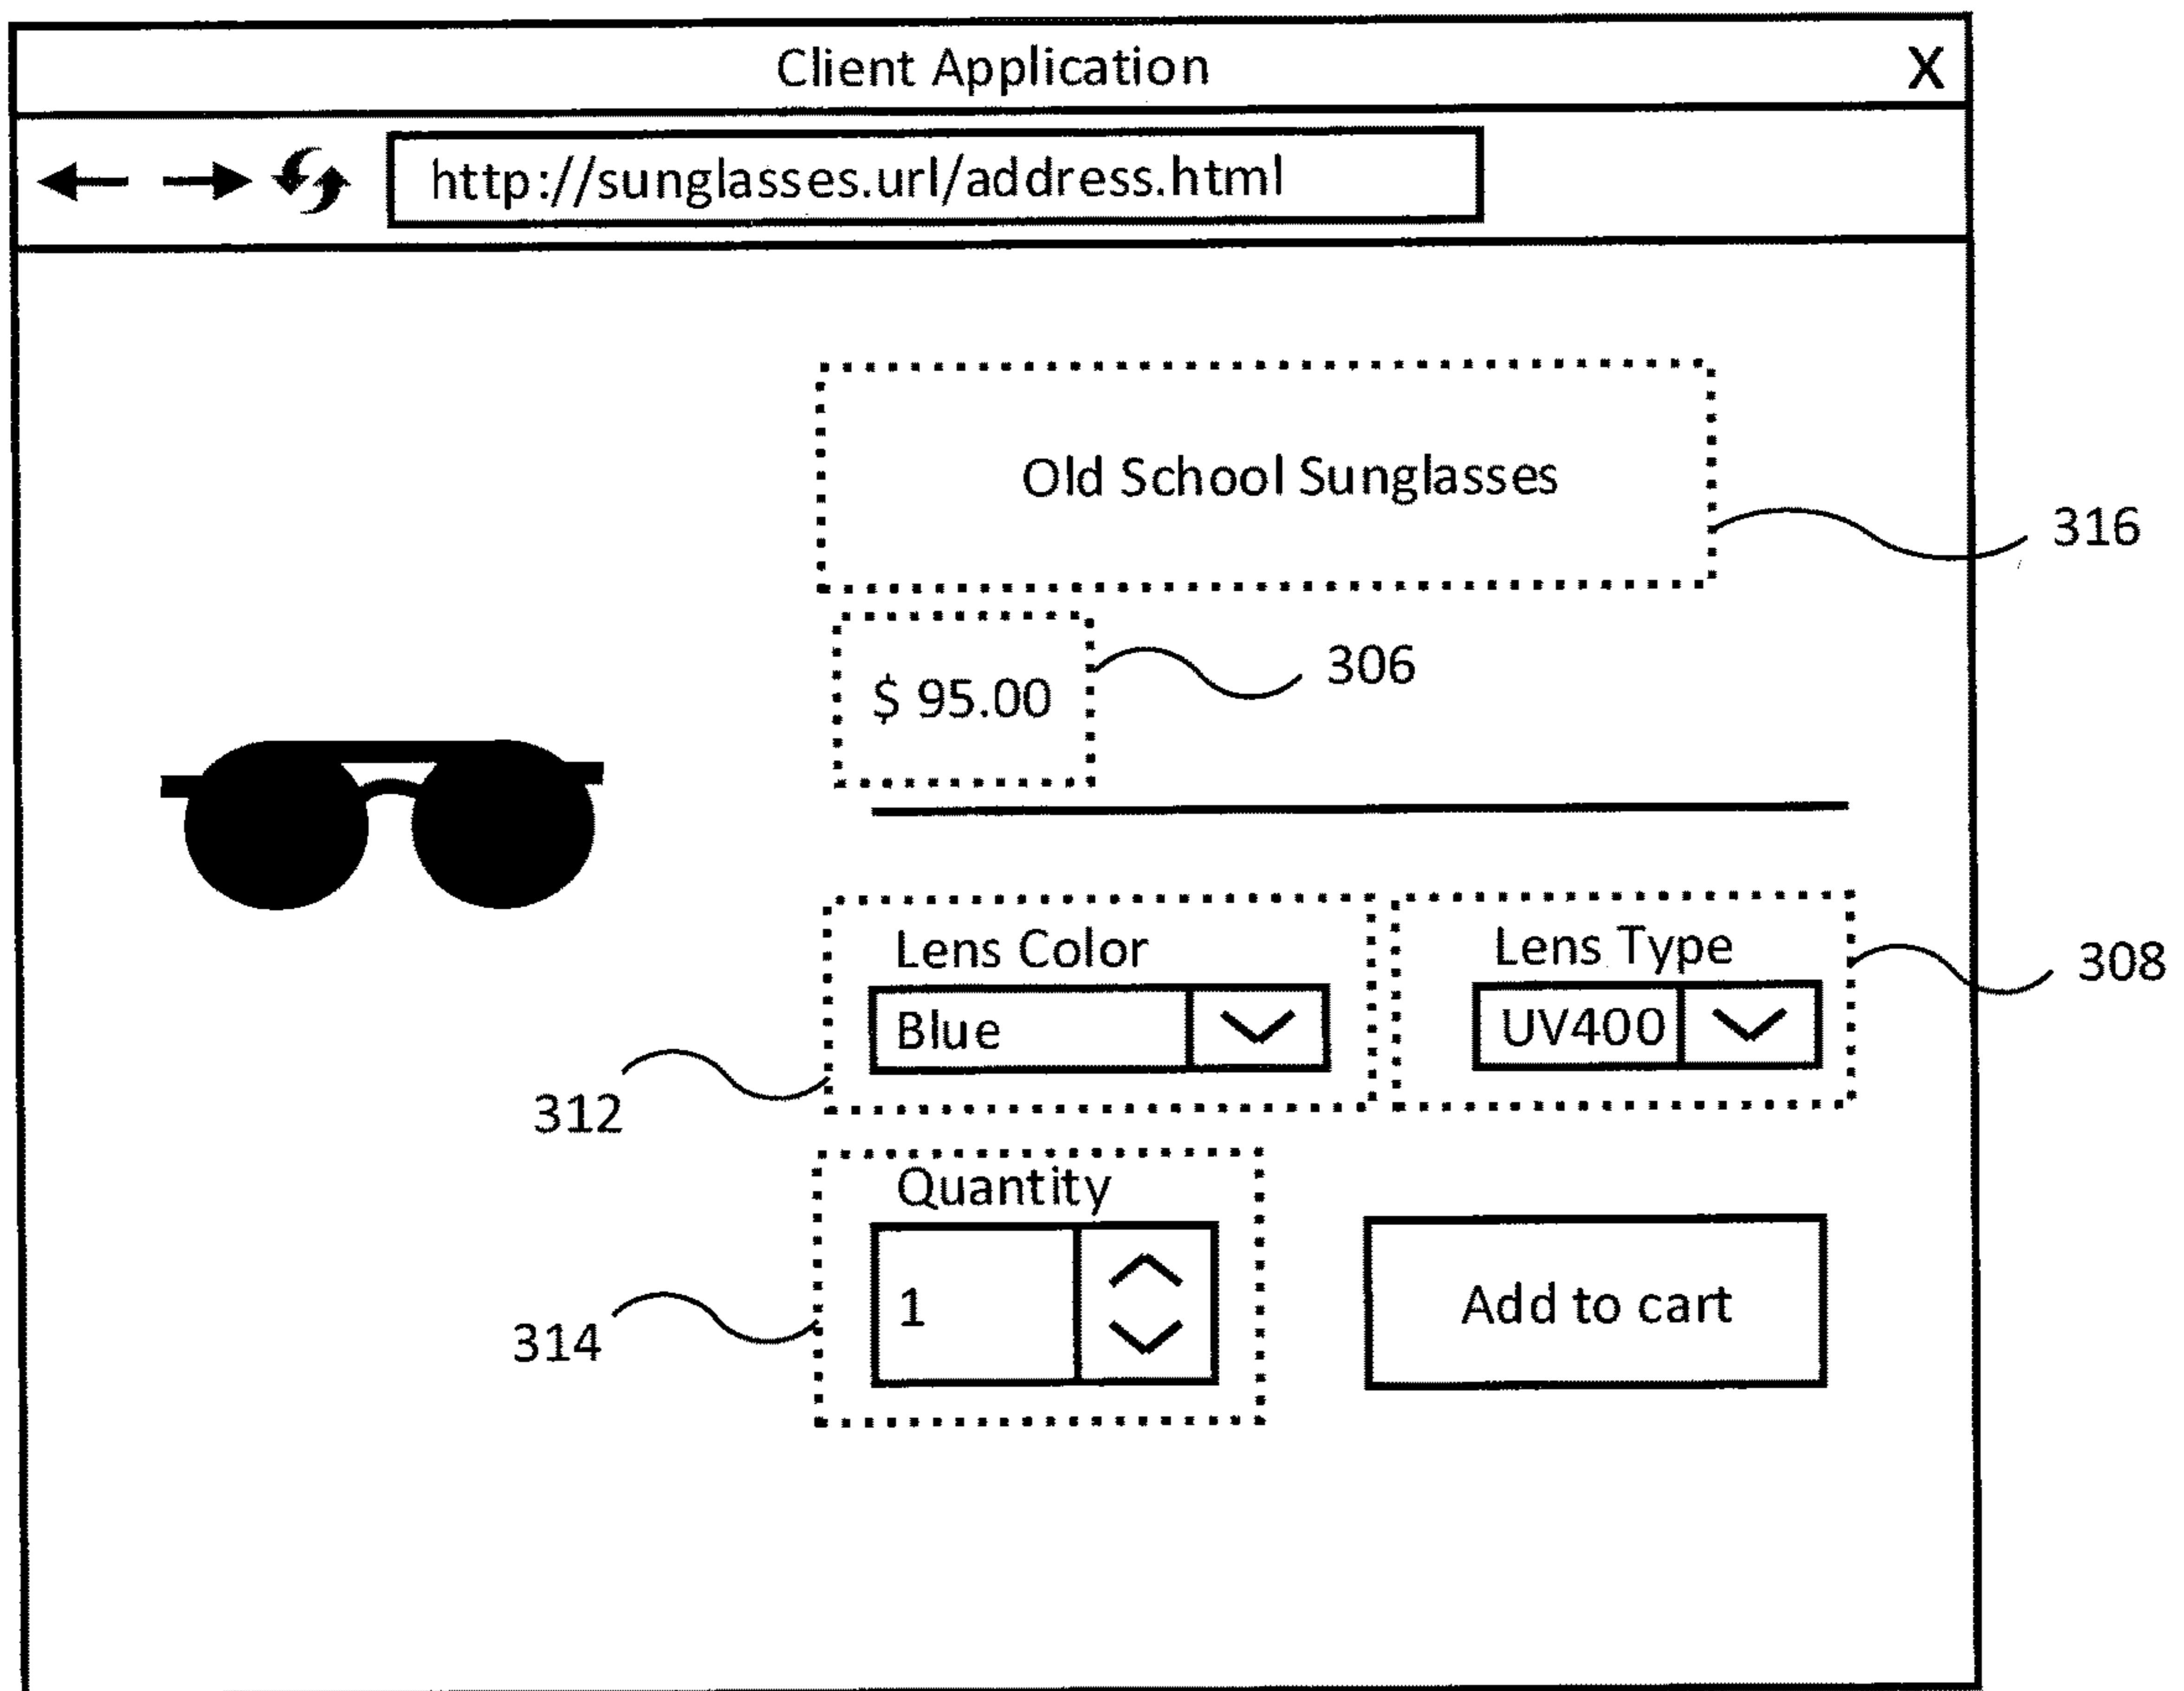 Client Application X
http://sunglasses.url/address.html
Old School Sunglasses
316
$ 95.00
306
Lens Color
Lens Type
308
Blue
UV400
312
Quantity
1
Add to cart
314